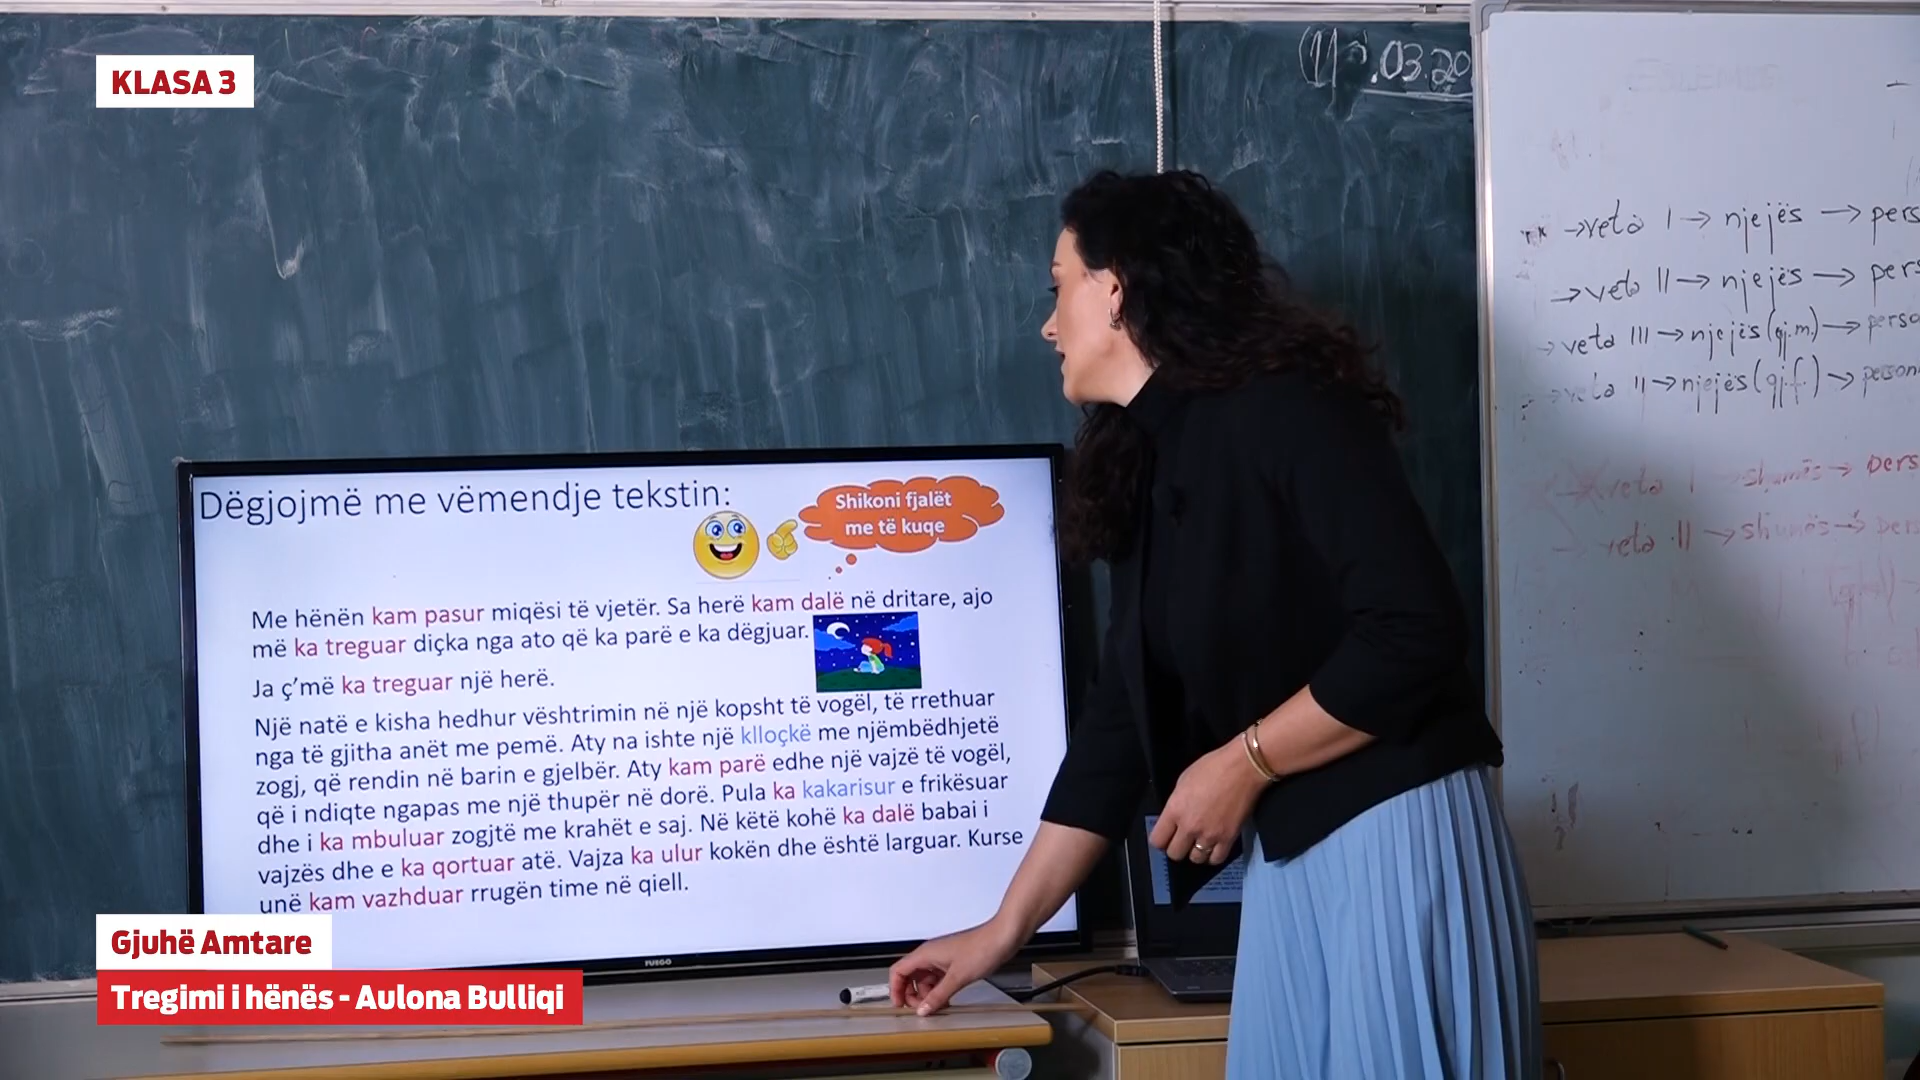 KLASA 3
Dëgjojmë me vëmendje tekstin:
Shikoni fjalët
me të kuqe
Me hënën kam pasur miqësi të vjetër. Sa herë kam dalë në dritare, ajo
më ka treguar diçka nga ato që ka parë e ka dëgjuar.
Ja ç'më ka treguar një herë.
Një natë e kisha hedhur vështrimin në një kopsht të vogël, të rrethuar
nga të gjitha anët me pemë. Aty na ishte një klloçkë me njëmbëdhjetë
zogj, që rendin në barin e gjelbër. Aty kam parë edhe një vajzë të vogël,
që i ndiqte ngapas me një thupër në dorë. Pula ka kakarisur e frikësuar
dhe i ka mbuluar zogjtë me krahët e saj. Në këtë kohë ka dalë babai i
vajzës dhe e ka qortuar atë. Vajza ka ulur kokën dhe është larguar. Kurse
unë kam vazhduar rrugën time në qiell.
FUEGO
Gjuhë Amtare
Tregimi i hënës - Aulona Bulliqi
.03.20
→veta I → njejës → pers
→veta II → njejës → pers
→ veta III → njejës (gj.m.) → perso
→ veta II → njejës (gj.f.) → person
→ veta I → shumës → pers
→ veta II → shumës → pers